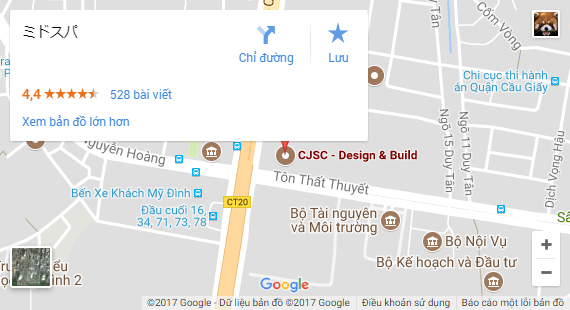 ミドスパ
Chỉ đường
Lưu
4,4
528 bài viết
Xem bản đồ lớn hơn
Duy Tân
Cốm Vòng
Chi cục thi hành
án Quận Cầu Giấy
Ngõ 15 Duy Tân
Ngõ 11 Duy Tân
Dịch Vọng Hậu
Nguyễn Hoàng
CJSC - Design & Build
Tôn Thất Thuyết
Bến Xe Khách Mỹ Đình
Đầu cuối 16,
34, 71, 73, 78
CT20
Bộ Tài nguyên
và Môi trường
Bộ Nội Vụ
Bộ Kế hoạch và Đầu tư
Google
+
−
©2017 Google - Dữ liệu bản đồ ©2017 Google
Điều khoản sử dụng
Báo cáo một lỗi bản đồ